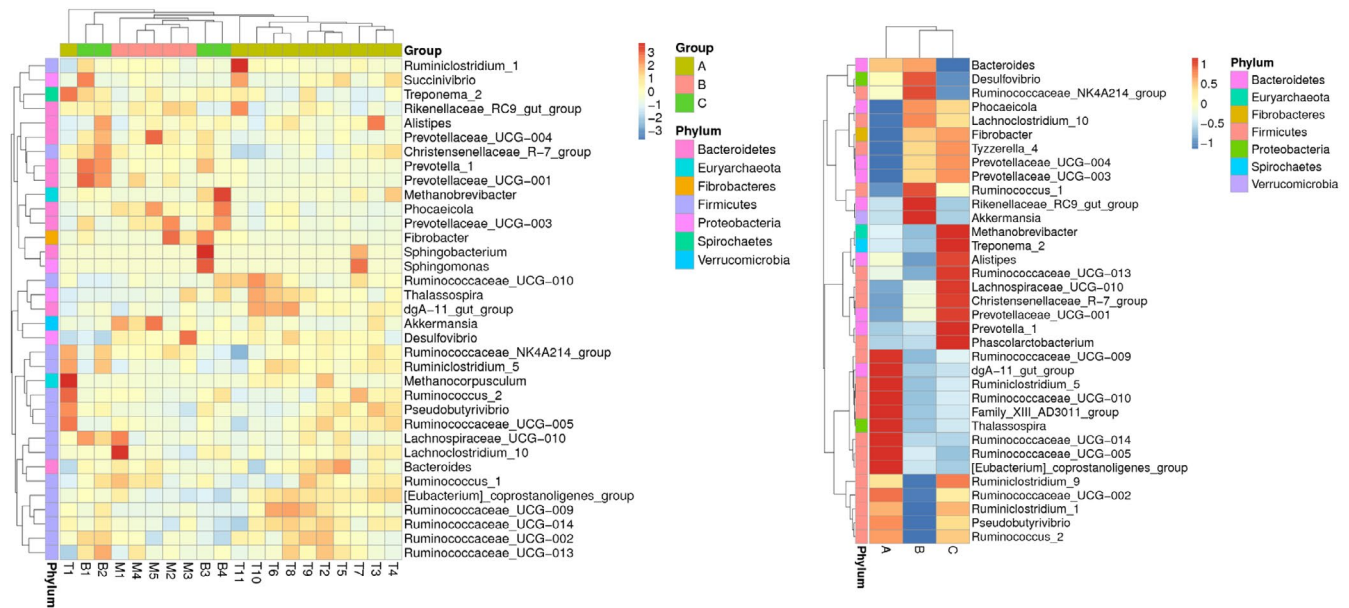 Group
Ruminiclostridium_1
Succinivibrio
Treponema_2
Rikenellaceae_RC9_gut_group
Alistipes
Prevotellaceae_UCG−004
Christensenellaceae_R−7_group
Prevotella_1
Prevotellaceae_UCG−001
Methanobrevibacter
Phocaeicola
Prevotellaceae_UCG−003
Fibrobacter
Sphingobacterium
Sphingomonas
Ruminococcaceae_UCG−010
Thalassospira
dgA−11_gut_group
Akkermansia
Desulfovibrio
Ruminococcaceae_NK4A214_group
Ruminiclostridium_5
Methanocorpusculum
Ruminococcus_2
Pseudobutyrivibrio
Ruminococcaceae_UCG−005
Lachnospiraceae_UCG−010
Lachnoclostridium_10
Bacteroides
Ruminococcus_1
[Eubacterium]_coprostanoligenes_group
Ruminococcaceae_UCG−009
Ruminococcaceae_UCG−014
Ruminococcaceae_UCG−002
Ruminococcaceae_UCG−013
Phylum
T1
B1
B2
M1
M4
M5
M2
M3
B3
B4
T11
T10
T6
T8
T9
T2
T5
T7
T3
T4
3
2
1
0
−1
−2
−3
Group
A
B
C
Phylum
Bacteroidetes
Euryarchaeota
Fibrobacteres
Firmicutes
Proteobacteria
Spirochaetes
Verrucomicrobia
Bacteroides
Desulfovibrio
Ruminococcaceae_NK4A214_group
Phocaeicola
Lachnoclostridium_10
Fibrobacter
Tyzzerella_4
Prevotellaceae_UCG−004
Prevotellaceae_UCG−003
Ruminococcus_1
Rikenellaceae_RC9_gut_group
Akkermansia
Methanobrevibacter
Treponema_2
Alistipes
Ruminococcaceae_UCG−013
Lachnospiraceae_UCG−010
Christensenellaceae_R−7_group
Prevotellaceae_UCG−001
Prevotella_1
Phascolarctobacterium
Ruminococcaceae_UCG−009
dgA−11_gut_group
Ruminiclostridium_5
Ruminococcaceae_UCG−010
Family_XIII_AD3011_group
Thalassospira
Ruminococcaceae_UCG−014
Ruminococcaceae_UCG−005
[Eubacterium]_coprostanoligenes_group
Ruminiclostridium_9
Ruminococcaceae_UCG−002
Ruminiclostridium_1
Pseudobutyrivibrio
Ruminococcus_2
Phylum
A
B
C
1
0.5
0
−0.5
−1
Phylum
Bacteroidetes
Euryarchaeota
Fibrobacteres
Firmicutes
Proteobacteria
Spirochaetes
Verrucomicrobia